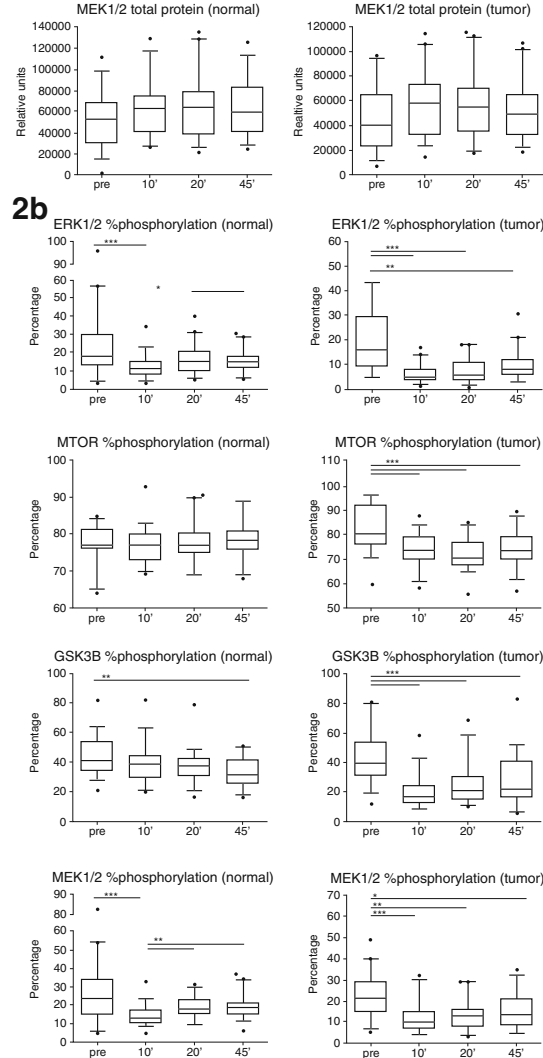 MEK1/2 total protein (normal)
Realtive units
140000
120000
100000
80000
60000
40000
20000
0
pre 10' 20' 45'
MEK1/2 total protein (tumor)
Realtive units
120000
100000
80000
60000
40000
20000
0
pre 10' 20' 45'
2b
ERK1/2 %phosphorylation (normal)
Percentage
100
90
60
50
40
30
20
10
0
***
*
pre 10' 20' 45'
ERK1/2 %phosphorylation (tumor)
Percentage
60
50
40
30
20
10
0
***
**
pre 10' 20' 45'
MTOR %phosphorylation (normal)
Percentage
100
90
80
70
60
pre 10' 20' 45'
MTOR %phosphorylation (tumor)
Percentage
110
100
90
80
70
60
50
***
pre 10' 20' 45'
GSK3B %phosphorylation (normal)
Percentage
100
80
60
40
20
0
**
pre 10' 20' 45'
GSK3B %phosphorylation (tumor)
Percentage
100
80
60
40
20
0
***
pre 10' 20' 45'
MEK1/2 %phosphorylation (normal)
Percentage
90
80
60
50
40
30
20
10
0
***
**
pre 10' 20' 45'
MEK1/2 %phosphorylation (tumor)
Percentage
70
60
50
40
30
20
10
0
*
**
***
pre 10' 20' 45'